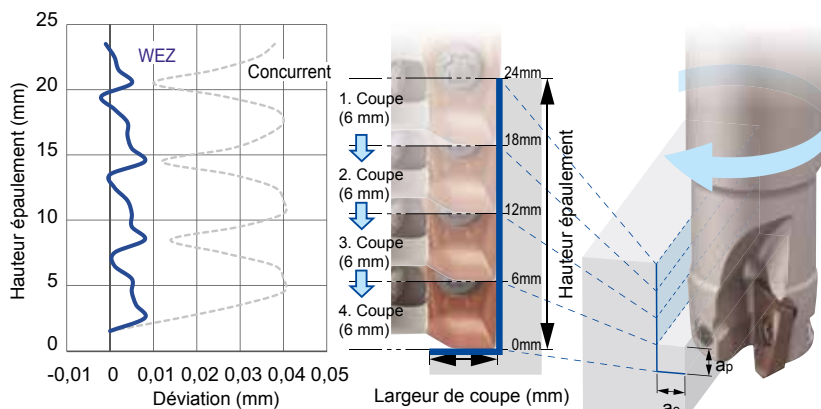 25
20
15
10
5
0
Hauteur épaulement (mm)
WEZ
Concurrent
-0,01
0
0,01
0,02
0,03
0,04
0,05
Déviation (mm)
1. Coupe
(6 mm)
2. Coupe
(6 mm)
3. Coupe
(6 mm)
4. Coupe
(6 mm)
24mm
18mm
12mm
6mm
0mm
Hauteur épaulement
Largeur de coupe (mm)
ap